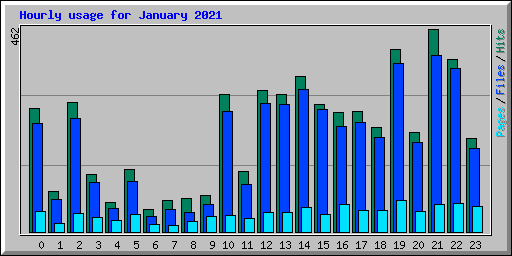 Hourly usage for January 2021
462
Pages/Files/Hits
0 1 2 3 4 5 6 7 8 9 10 11 12 13 14 15 16 17 18 19 20 21 22 23